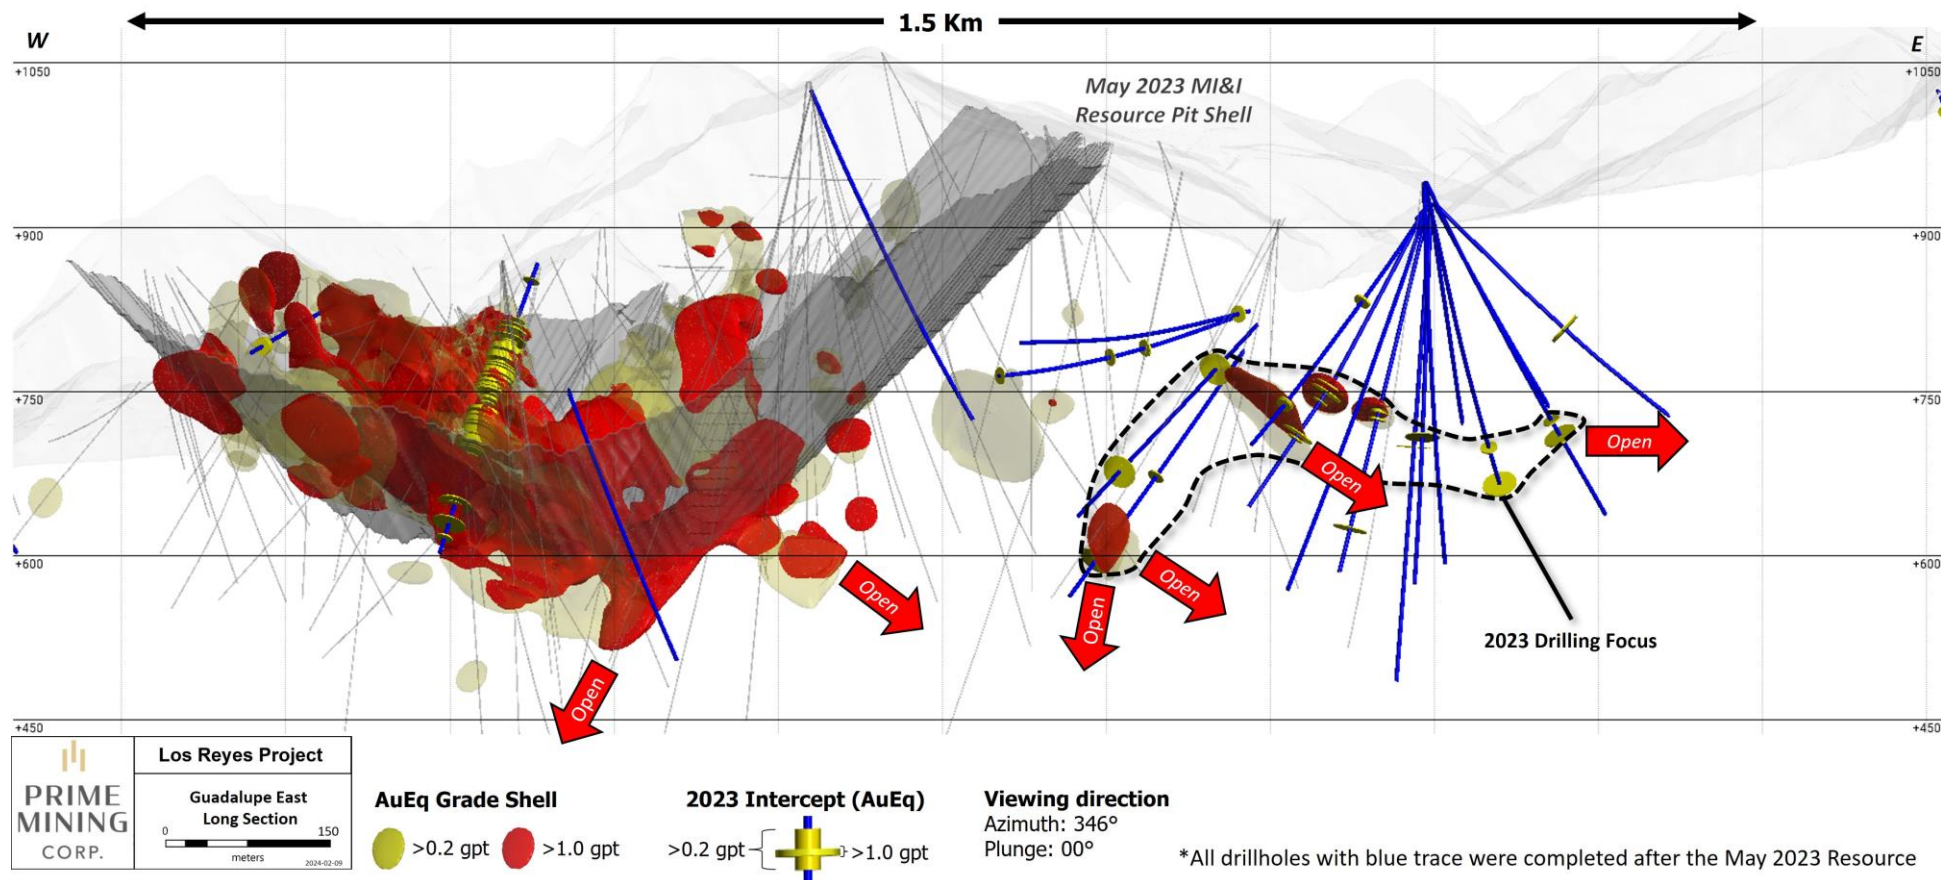 1.5 Km
W
E
+1050
+1050
May 2023 MI&I
Resource Pit Shell
+900
+900
+750
+750
Open
Open
+600
+600
Open
Open
Open
2023 Drilling Focus
Open
+450
+450
PRIME
MINING
CORP.
Los Reyes Project
Guadalupe East
Long Section
0 150
meters
2024-02-09
AuEq Grade Shell
>0.2 gpt >1.0 gpt
2023 Intercept (AuEq)
>0.2 gpt >1.0 gpt
Viewing direction
Azimuth: 346°
Plunge: 00°
*All drillholes with blue trace were completed after the May 2023 Resource